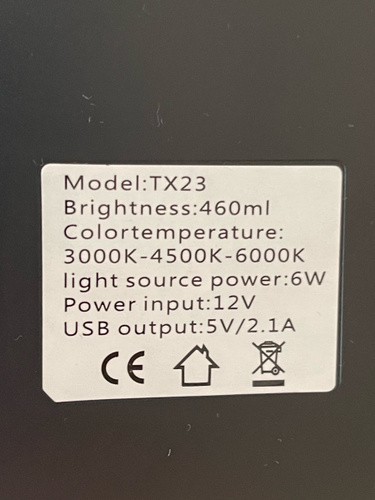 Model:TX23
Brightness:460ml
Colortemperature:
3000K-4500K-6000K
light source power:6W
Power input:12V
USB output:5V/2.1A
CE